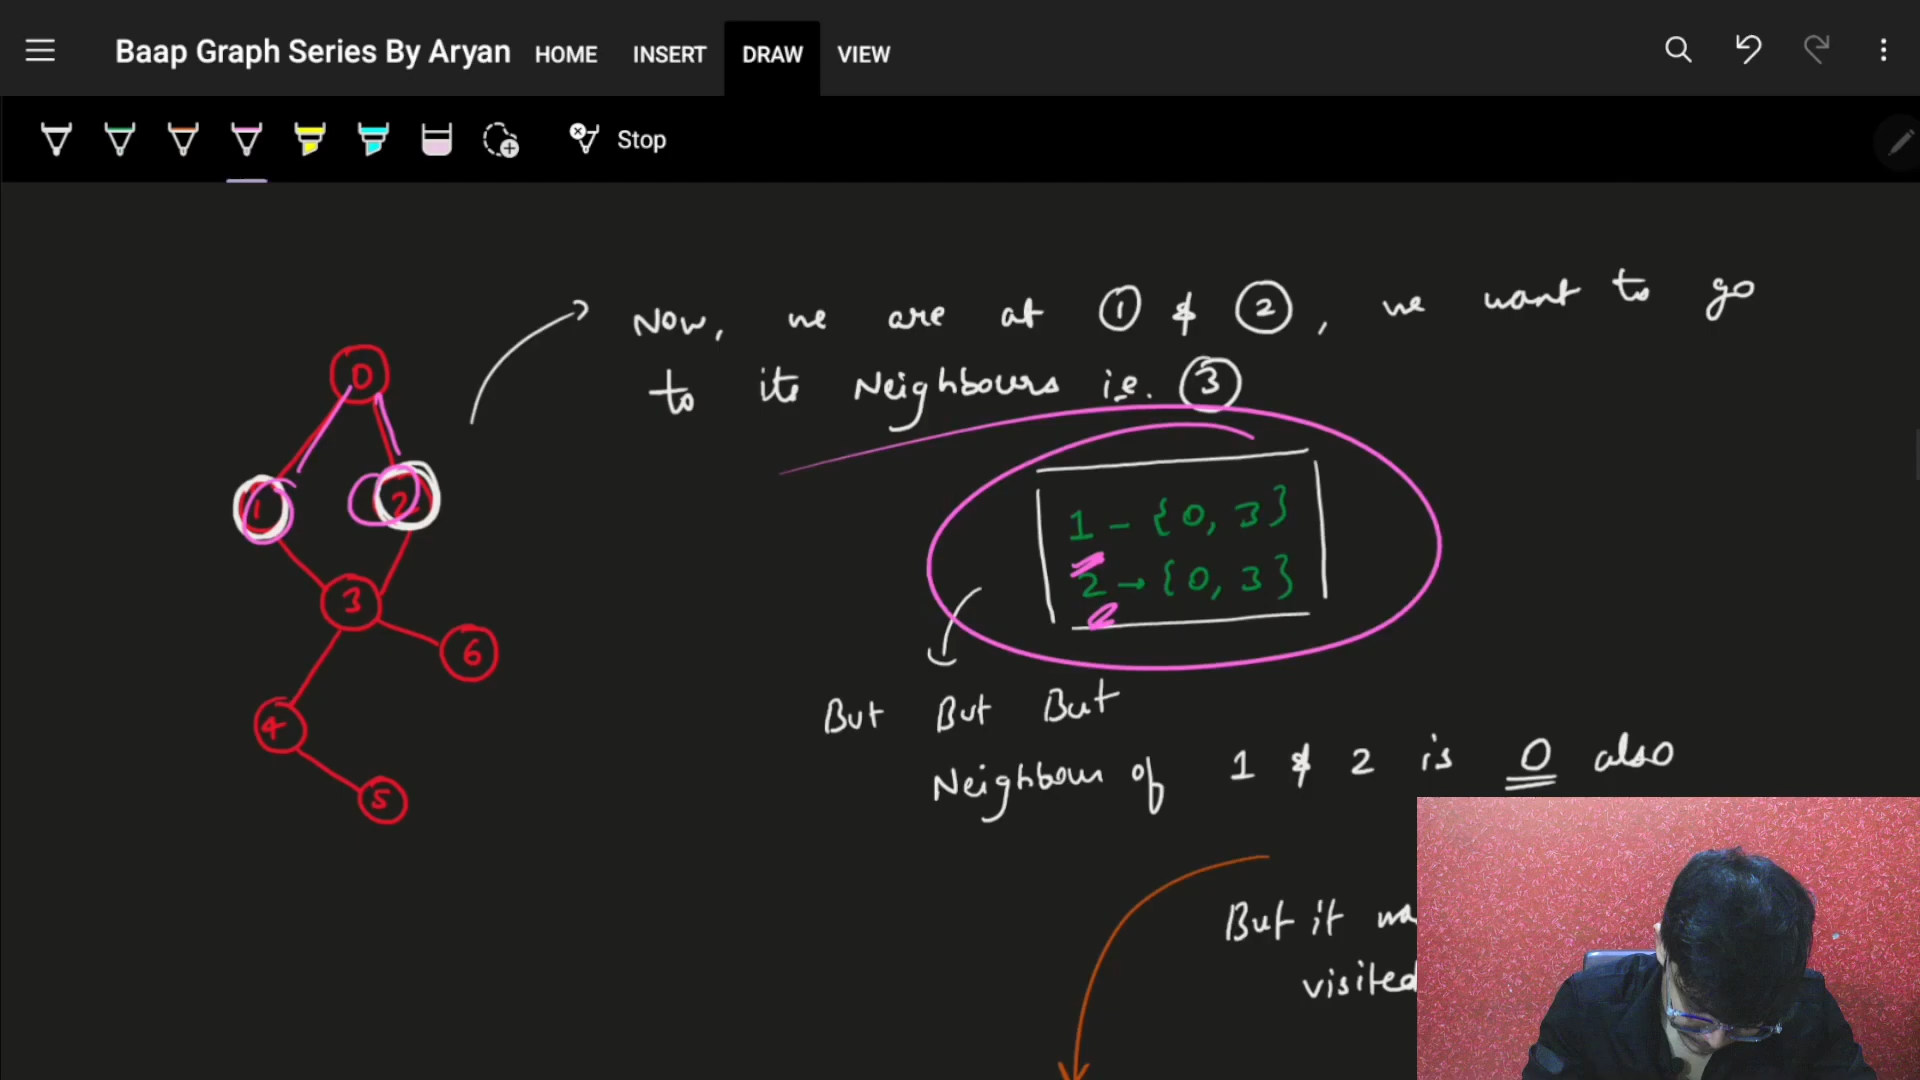 Baap Graph Series By Aryan HOME INSERT DRAW VIEW
Stop
Now, we are at 1 & 2, we want to go
to its Neighbours i.e. 3
0
1 2
3
6
4
5
1 - {0, 3}
2 → {0, 3}
But But But
Neighbour of 1 & 2 is 0 also
But it
visited